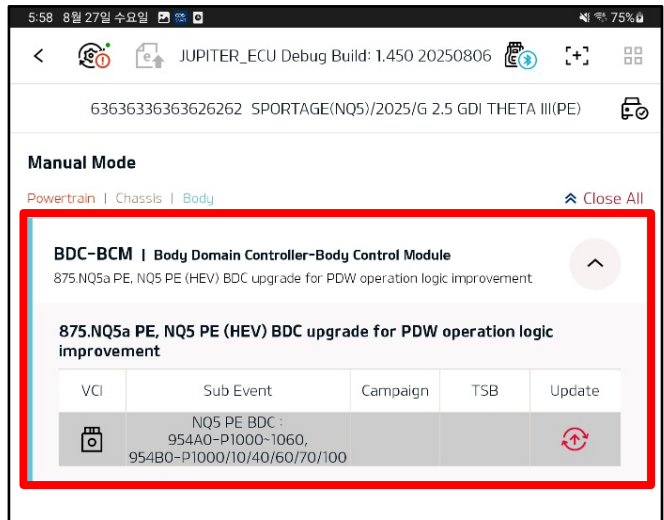 5:58 8월 27일 수요일 75%
JUPITER_ECU Debug Build: 1.450 20250806
63636336363626262 SPORTAGE(NQ5)/2025/G 2.5 GDI THETA III(PE)
Manual Mode
Powertrain | Chassis | Body
Close All
BDC-BCM | Body Domain Controller-Body Control Module
875.NQ5a PE, NQ5 PE (HEV) BDC upgrade for PDW operation logic improvement
875.NQ5a PE, NQ5 PE (HEV) BDC upgrade for PDW operation logic
improvement
VCI Sub Event Campaign TSB Update
NQ5 PE BDC :
954A0-P1000~1060,
954B0-P1000/10/40/60/70/100